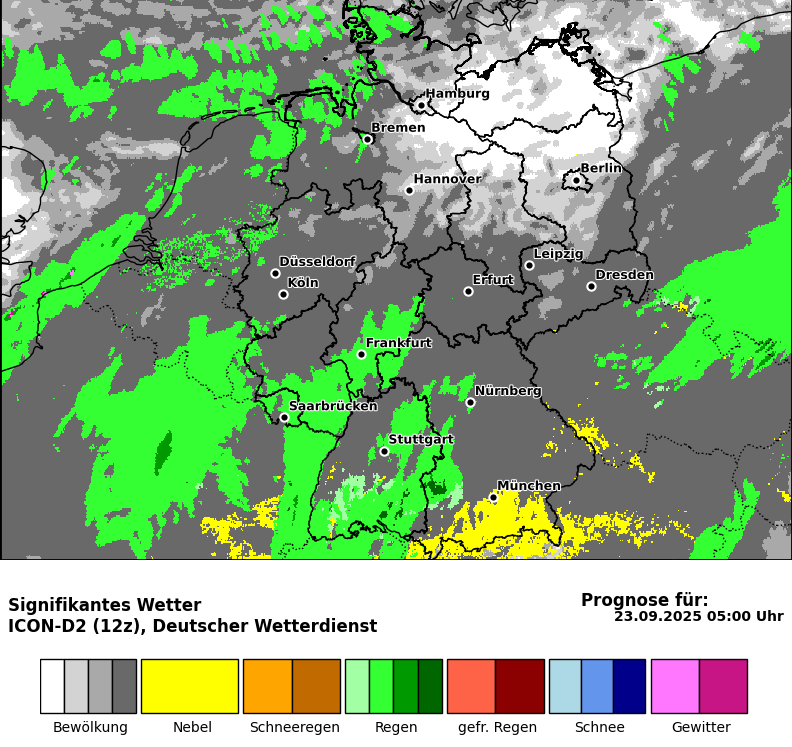 Hamburg
Bremen
Hannover
Berlin
Düsseldorf
Köln
Leipzig
Erfurt
Dresden
Frankfurt
Saarbrücken
Nürnberg
Stuttgart
München
Signifikantes Wetter
ICON-D2 (12z), Deutscher Wetterdienst
Prognose für:
23.09.2025 05:00 Uhr
Bewölkung
Nebel
Schneeregen
Regen
gefr. Regen
Schnee
Gewitter